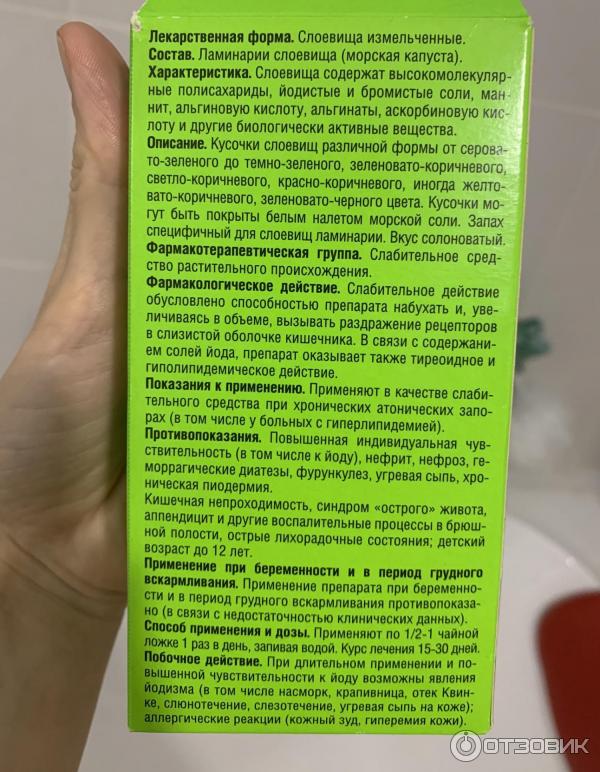 Лекарственная форма. Слоевища измельченные.
Состав. Ламинарии слоевища (морская капуста).
Характеристика. Слоевища содержат высокомолекуляр-
ные полисахариды, йодистые и бромистые соли, ман-
нит, альгиновую кислоту, альгинаты, аскорбиновую кис-
лоту и другие биологически активные вещества.
Описание. Кусочки слоевищ различной формы от серова-
то-зеленого до темно-зеленого, зеленовато-коричневого,
светло-коричневого, красно-коричневого, иногда желто-
вато-коричневого, зеленовато-черного цвета. Кусочки мо-
гут быть покрыты белым налетом морской соли. Запах
специфичный для слоевищ ламинарии. Вкус солоноватый.
Фармакотерапевтическая группа. Слабительное сред-
ство растительного происхождения.
Фармакологическое действие. Слабительное действие
обусловлено способностью препарата набухать и, уве-
личиваясь в объеме, вызывать раздражение рецепторов
в слизистой оболочке кишечника. В связи с содержани-
ем солей йода, препарат оказывает также тиреоидное и
гиполипидемическое действие.
Показания к применению. Применяют в качестве слаби-
тельного средства при хронических атонических запо-
рах (в том числе у больных с гиперлипидемией).
Противопоказания. Повышенная индивидуальная чув-
ствительность (в том числе к йоду), нефрит, нефроз, ге-
моррагические диатезы, фурункулез, угревая сыпь, хро-
ническая пиодермия.
Кишечная непроходимость, синдром «острого» живота,
аппендицит и другие воспалительные процессы в брюш-
ной полости, острые лихорадочные состояния; детский
возраст до 12 лет.
Применение при беременности и в период грудного
вскармливания. Применение препарата при беременно-
сти и в период грудного вскармливания противопоказа-
но (в связи с недостаточностью клинических данных).
Способ применения и дозы. Применяют по 1/2-1 чайной
ложке 1 раз в день, запивая водой. Курс лечения 15-30 дней.
Побочное действие. При длительном применении и по-
вышенной чувствительности к йоду возможны явления
йодизма (в том числе насморк, крапивница, отек Квин-
ке, слюнотечение, слезотечение, угревая сыпь на коже);
аллергические реакции (кожный зуд, гиперемия кожи).
ОТЗОВИК